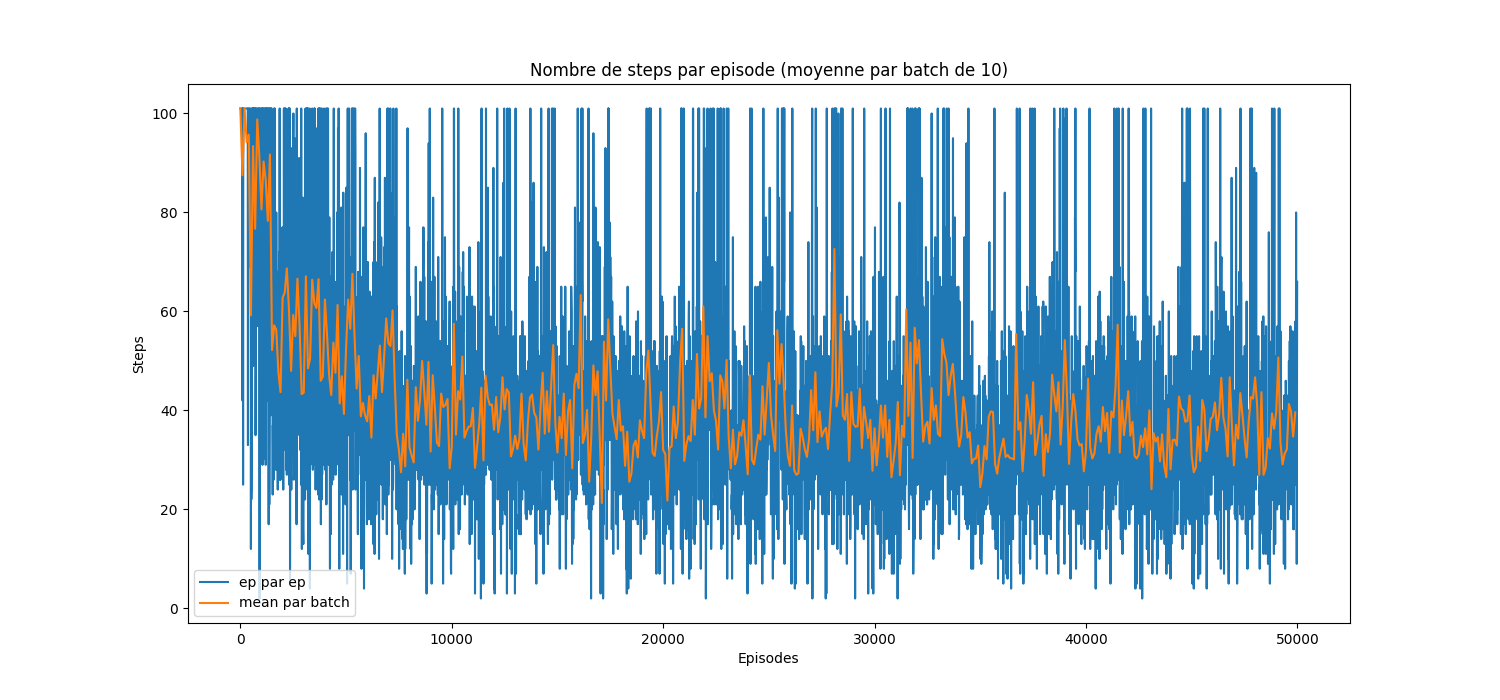 Nombre de steps par episode (moyenne par batch de 10)
100
80
60
40
20
0
Steps
ep par ep
mean par batch
0 10000 20000 30000 40000 50000
Episodes